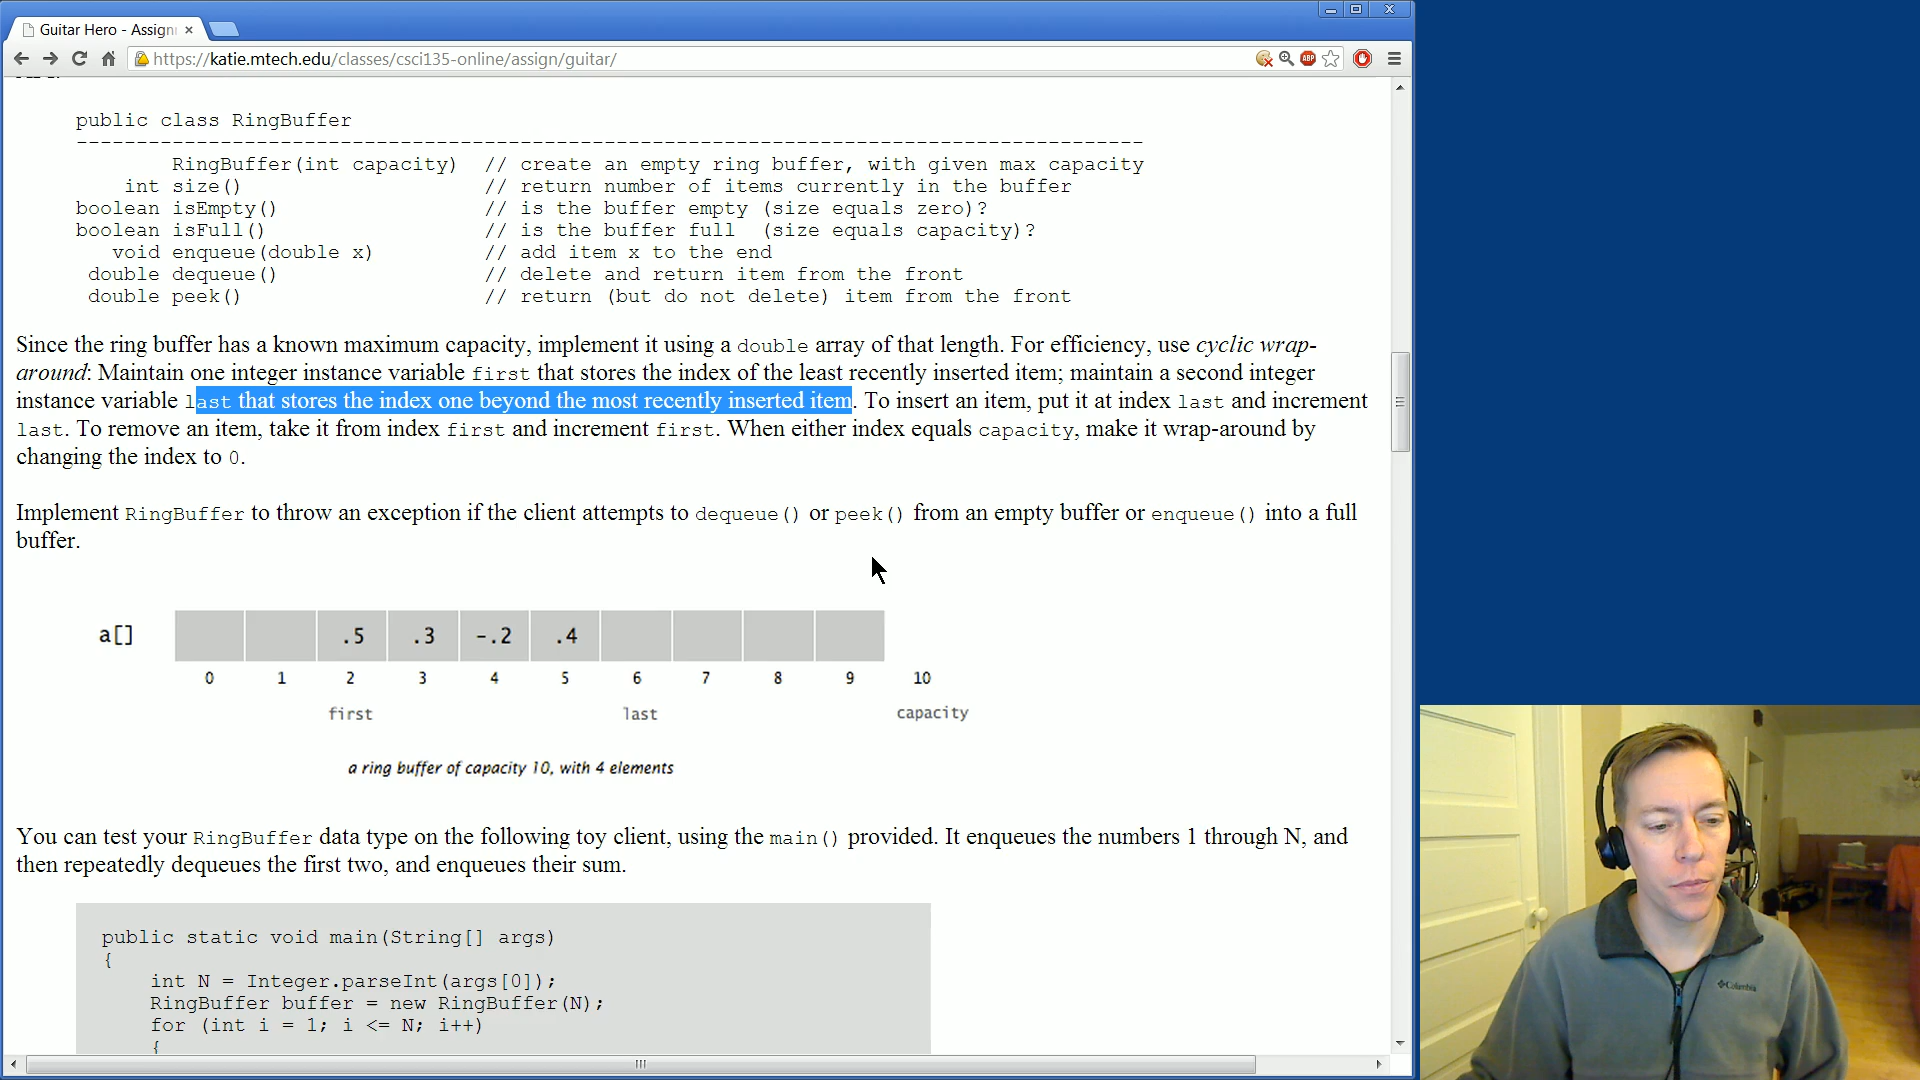 Guitar Hero - Assign
https://katie.mtech.edu/classes/csci135-online/assign/guitar/
ABP
public class RingBuffer
-----------------------------------------------------------------------------------------
RingBuffer(int capacity) // create an empty ring buffer, with given max capacity
int size() // return number of items currently in the buffer
boolean isEmpty() // is the buffer empty (size equals zero)?
boolean isFull() // is the buffer full (size equals capacity)?
void enqueue(double x) // add item x to the end
double dequeue() // delete and return item from the front
double peek() // return (but do not delete) item from the front
Since the ring buffer has a known maximum capacity, implement it using a double array of that length. For efficiency, use cyclic wrap-
around: Maintain one integer instance variable first that stores the index of the least recently inserted item; maintain a second integer
instance variable last that stores the index one beyond the most recently inserted item. To insert an item, put it at index last and increment
last. To remove an item, take it from index first and increment first. When either index equals capacity, make it wrap-around by
changing the index to 0.
Implement RingBuffer to throw an exception if the client attempts to dequeue() or peek() from an empty buffer or enqueue() into a full
buffer.
a[] .5 .3 -.2 .4
0 1 2 3 4 5 6 7 8 9 10
first last capacity
a ring buffer of capacity 10, with 4 elements
You can test your RingBuffer data type on the following toy client, using the main() provided. It enqueues the numbers 1 through N, and
then repeatedly dequeues the first two, and enqueues their sum.
public static void main(String[] args)
{
int N = Integer.parseInt(args[0]);
RingBuffer buffer = new RingBuffer(N);
for (int i = 1; i <= N; i++)
{
Columbia